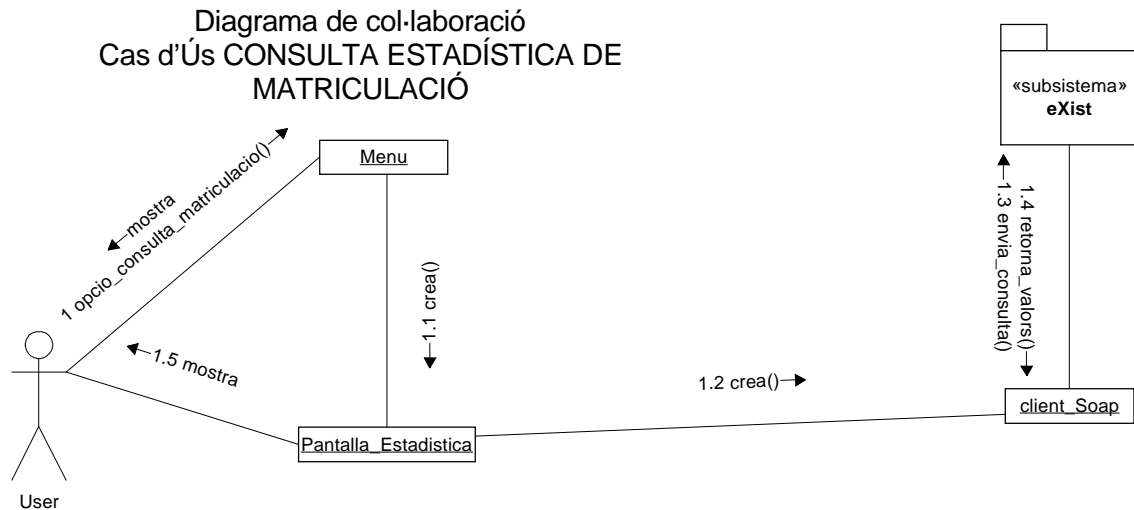 Diagrama de col·laboració
Cas d'Ús CONSULTA ESTADÍSTICA DE
MATRICULACIÓ
«subsistema»
eXist
Menu
mostra
1 opcio_consulta_matriculacio()
1.1 crea()
1.4 retorna_valors()
1.3 envia_consulta()
1.5 mostra
1.2 crea()
client_Soap
Pantalla_Estadistica
User